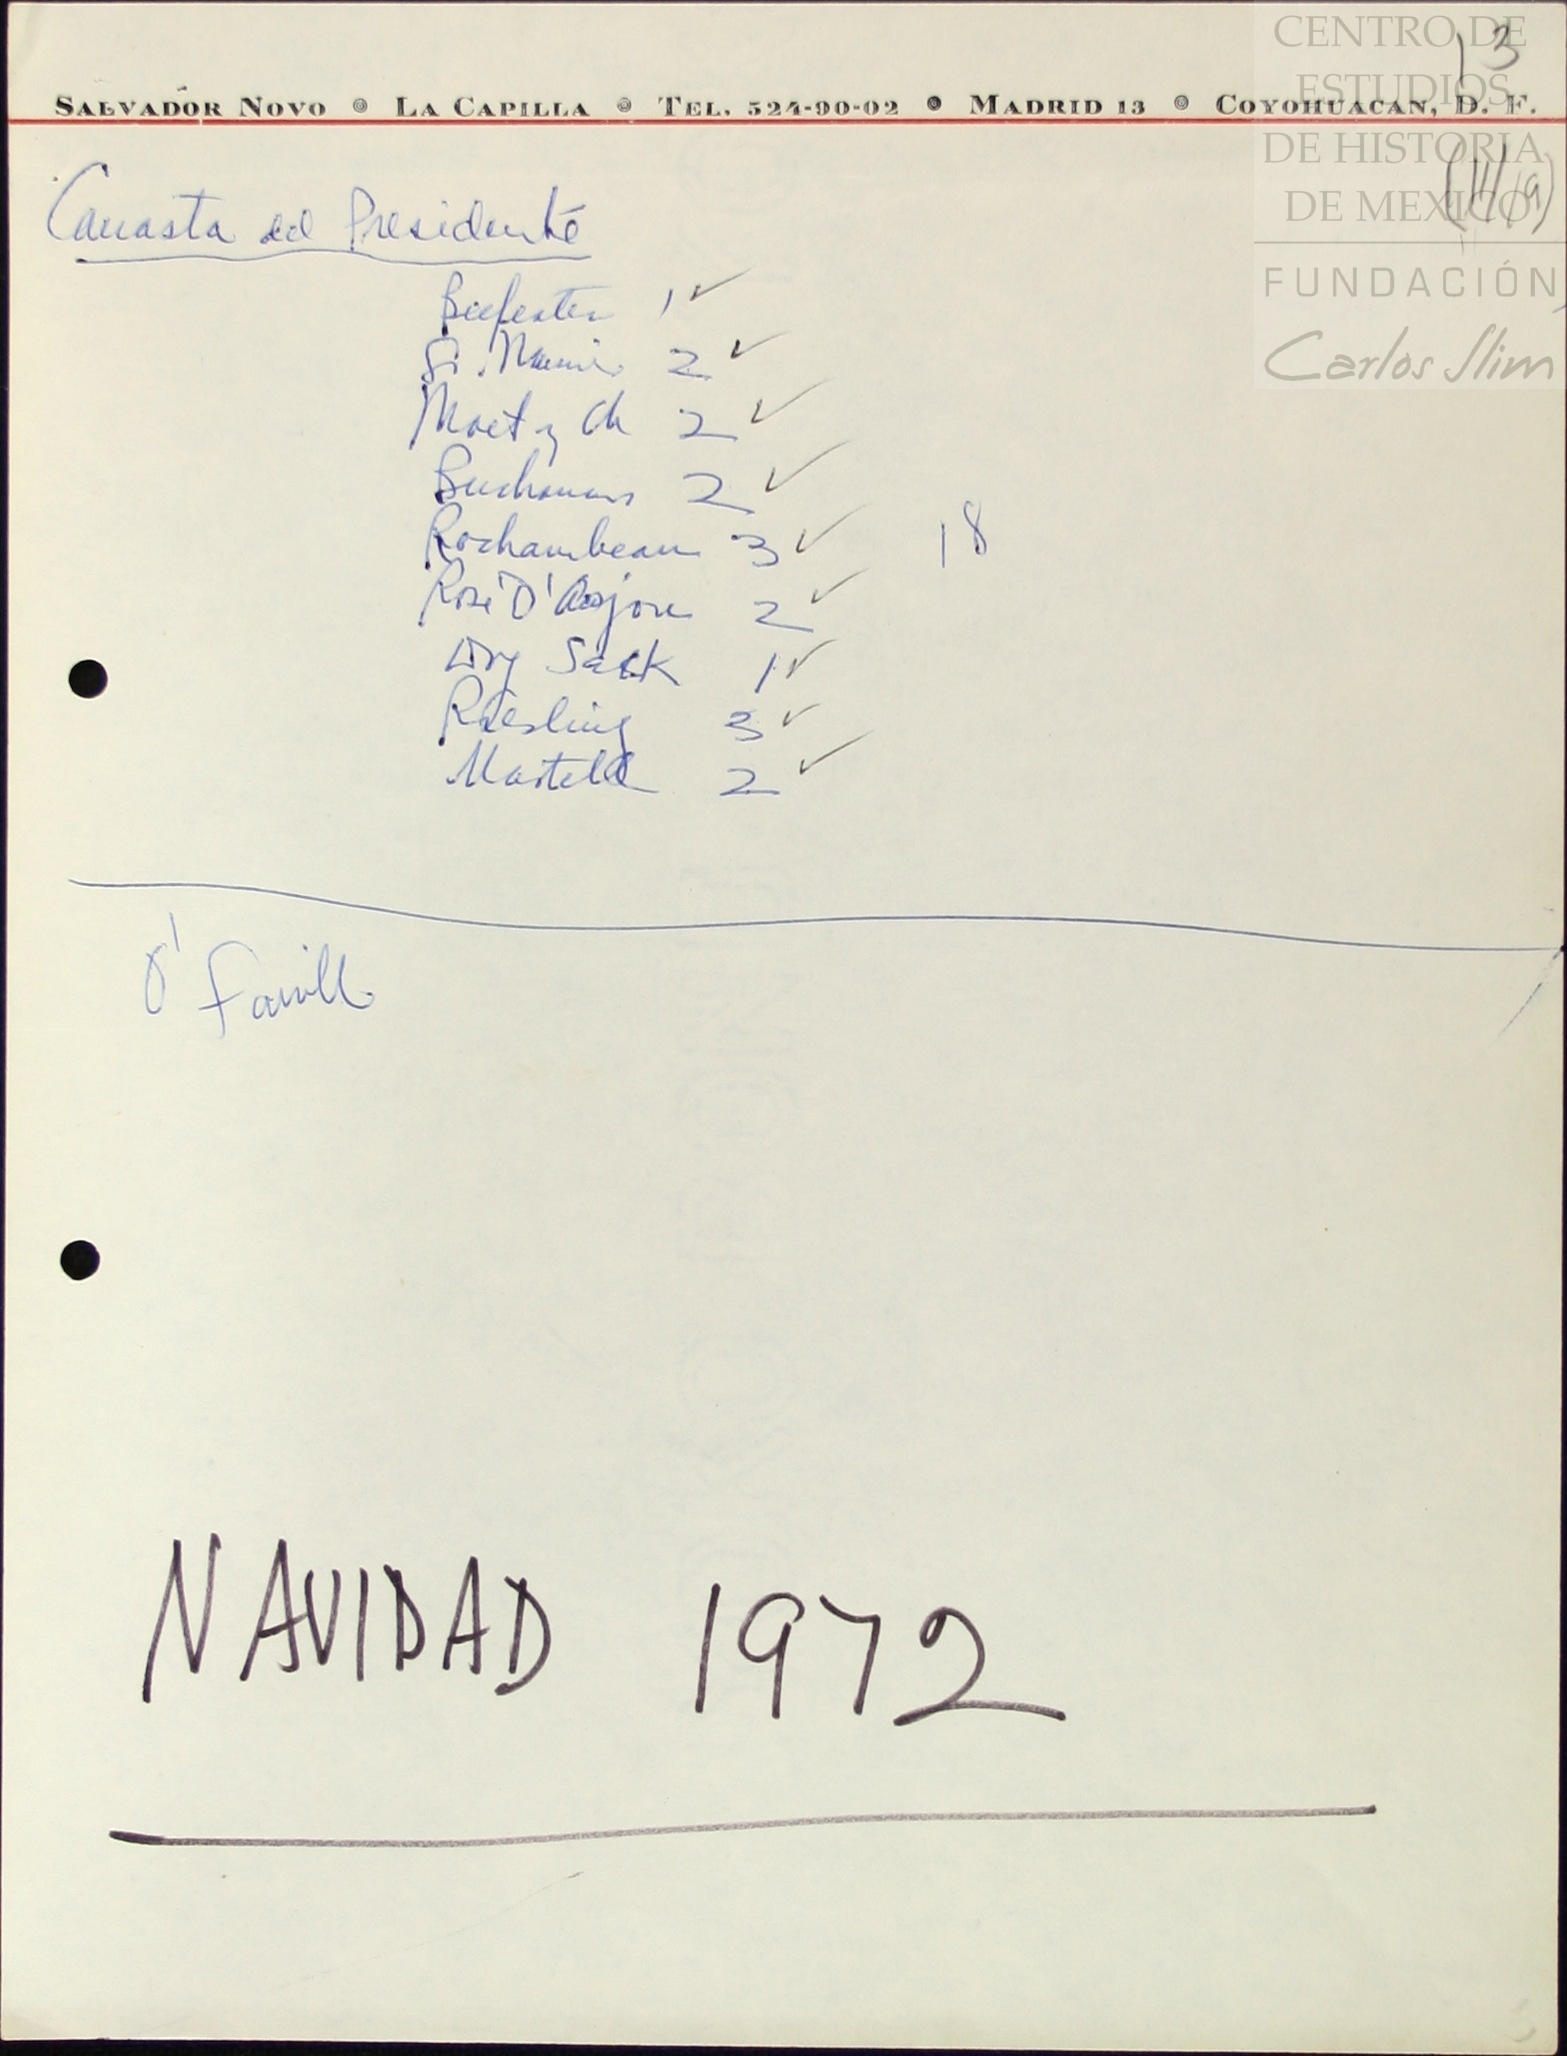 13
SALVADOR NOVO ◎ LA CAPILLA ◎ TEL. 524-90-02 ◎ MADRID 13 ◎ COYOHUACAN, D. F.
CENTRO DE
ESTUDIOS
DE HISTORIA
DE MEXICO
FUNDACIÓN
Carlos Slim
Canasta del Presidente
Beefeater 1 ✓
2 ✓
Moet y Ch 2 ✓
Buchanans 2 ✓
Rochambeau 3 ✓ 18
Rosé D'Anjou 2 ✓
Dry Sack 1 ✓
Riesling 3 ✓
Martell 2 ✓
O'Farrill
NAVIDAD 1972